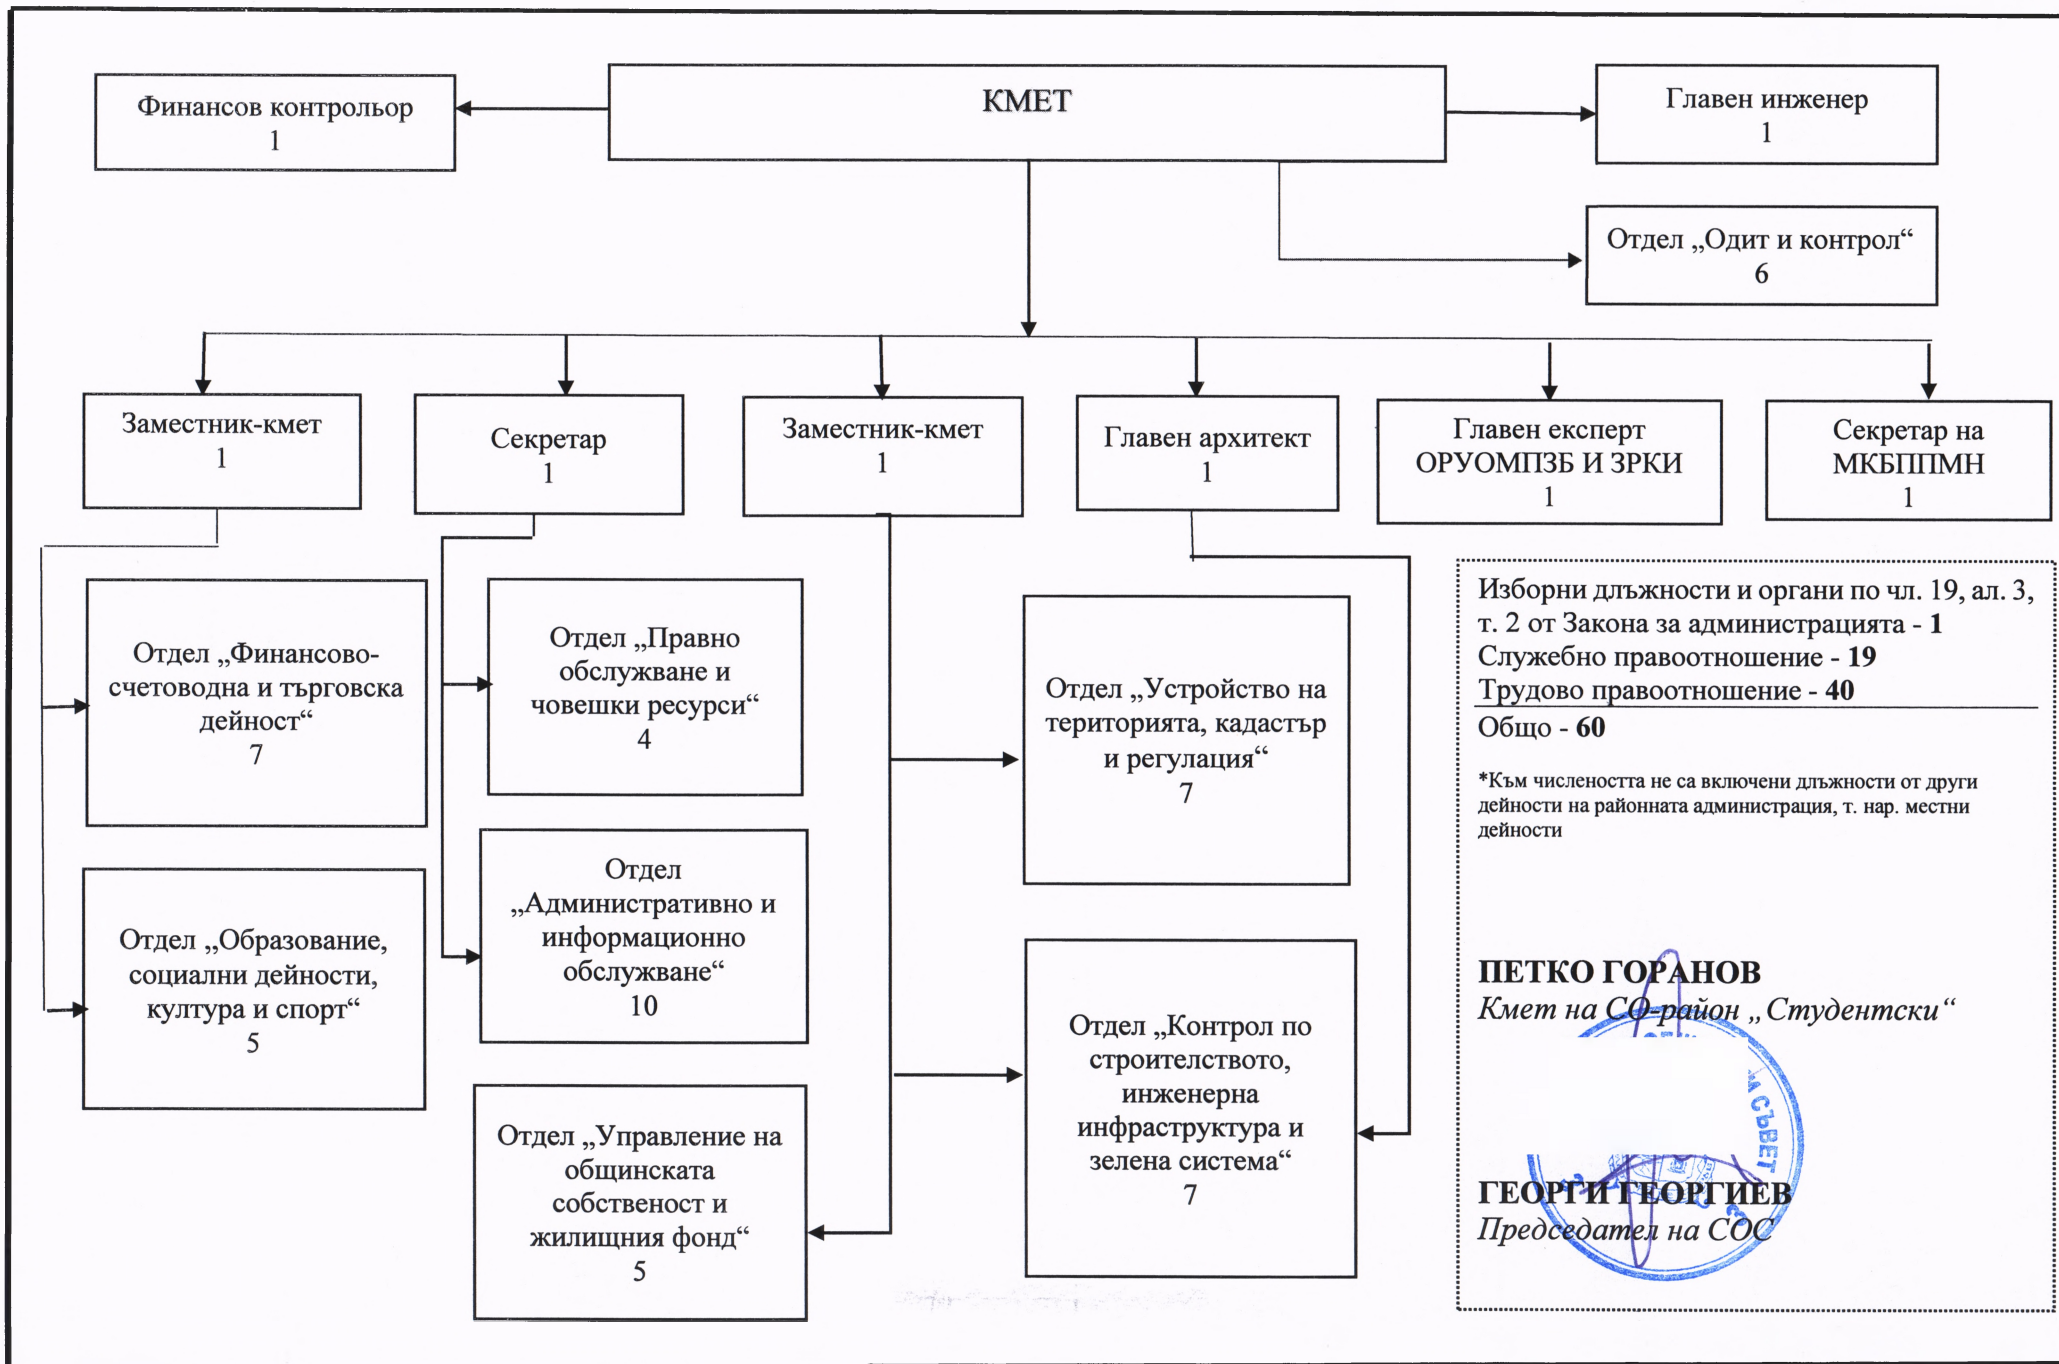 КМЕТ
Финансов контрольор
1
Главен инженер
1
Отдел „Одит и контрол“
6
Заместник-кмет
1
Секретар
1
Заместник-кмет
1
Главен архитект
1
Главен експерт
ОРУОМПЗБ И ЗРКИ
1
Секретар на
МКБППМН
1
Отдел „Финансово-
счетоводна и търговска
дейност“
7
Отдел „Образование,
социални дейности,
култура и спорт“
5
Отдел „Правно
обслужване и
човешки ресурси“
4
Отдел
„Административно и
информационно
обслужване“
10
Отдел „Управление на
общинската
собственост и
жилищния фонд“
5
Отдел „Устройство на
територията, кадастър
и регулация“
7
Отдел „Контрол по
строителството,
инженерна
инфраструктура и
зелена система“
7
Изборни длъжности и органи по чл. 19, ал. 3,
т. 2 от Закона за администрацията - 1
Служебно правоотношение - 19
Трудово правоотношение - 40
Общо - 60
*Към числеността не са включени длъжности от други
дейности на районната администрация, т. нар. местни
дейности
ПЕТКО ГОРАНОВ
Кмет на СО-район „Студентски“
СЪВЕТ
ГЕОРГИ ГЕОРГИЕВ
Председател на СОС